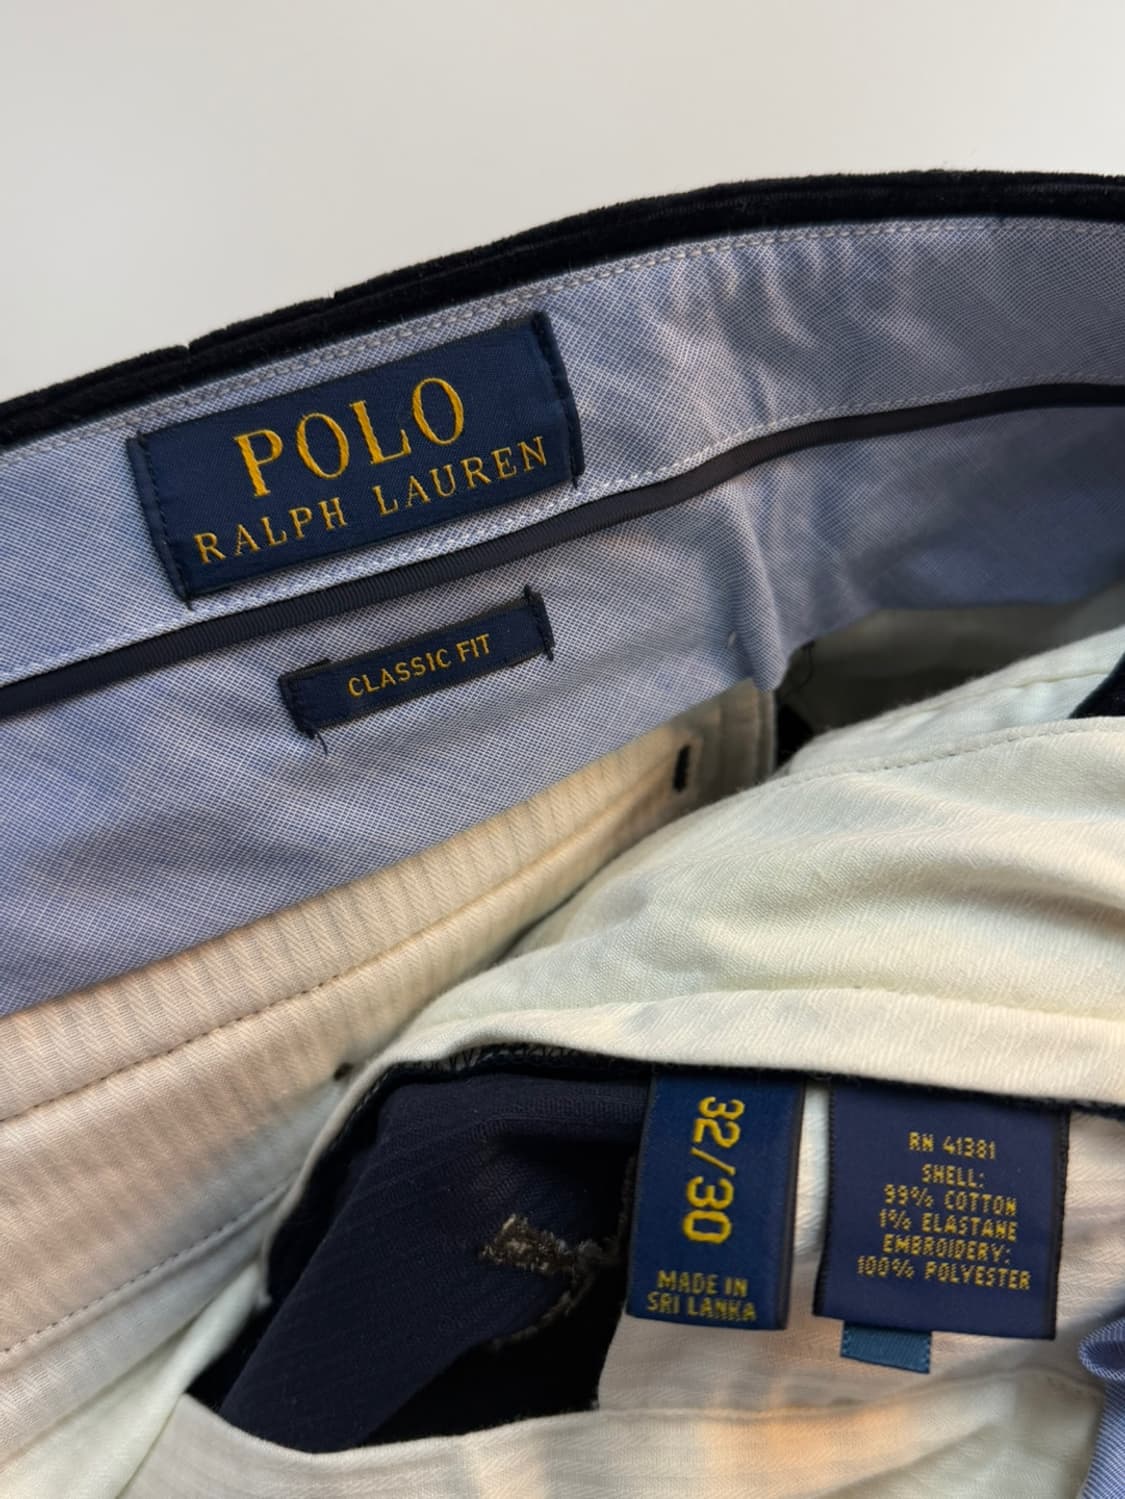 POLO
RALPH LAUREN
CLASSIC FIT
32/30
MADE IN
SRI LANKA
RN 41381
SHELL:
99% COTTON
1% ELASTANE
EMBROIDERY:
100% POLYESTER